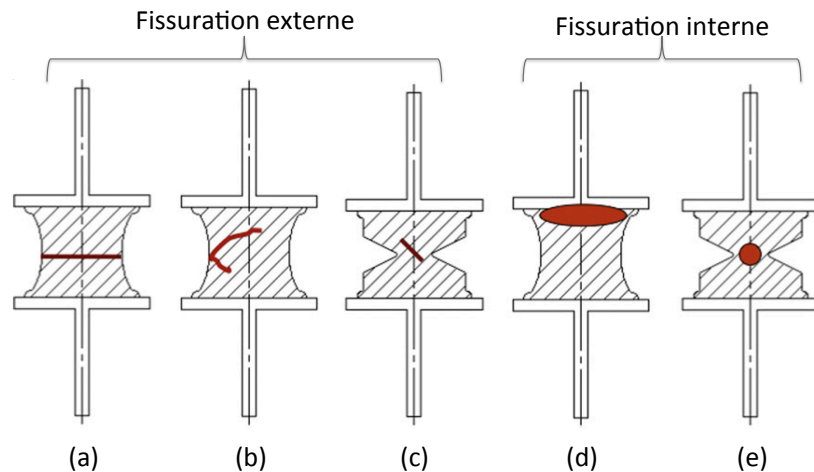 Fissuration externe
Fissuration interne
(a)
(b)
(c)
(d)
(e)